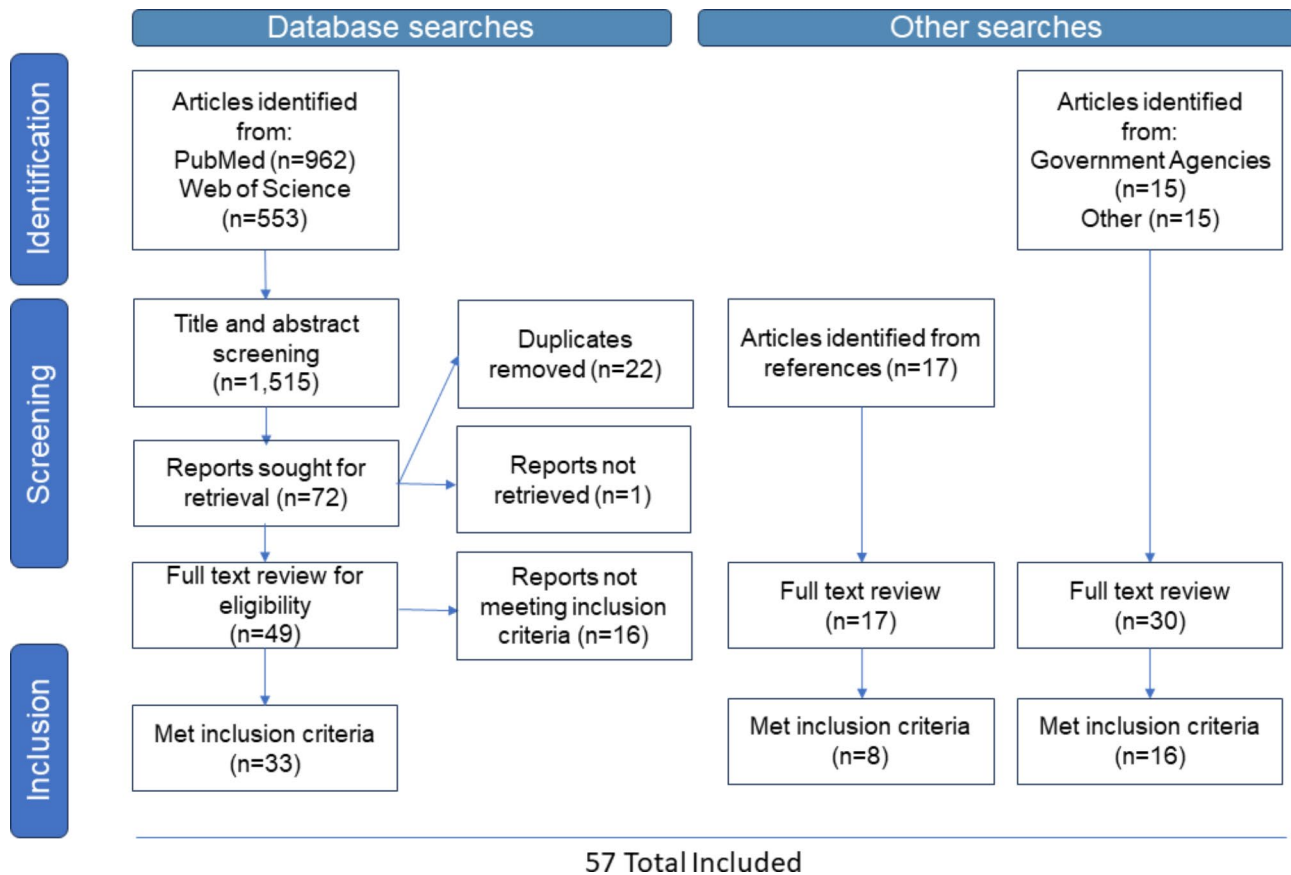 Database searches
Other searches
Identification
Articles identified
from:
PubMed (n=962)
Web of Science
(n=553)
Articles identified
from:
Government Agencies
(n=15)
Other (n=15)
Screening
Title and abstract
screening
(n=1,515)
Duplicates
removed (n=22)
Articles identified from
references (n=17)
Reports sought for
retrieval (n=72)
Reports not
retrieved (n=1)
Full text review for
eligibility
(n=49)
Reports not
meeting inclusion
criteria (n=16)
Full text review
(n=17)
Full text review
(n=30)
Inclusion
Met inclusion criteria
(n=33)
Met inclusion criteria
(n=8)
Met inclusion criteria
(n=16)
57 Total Included